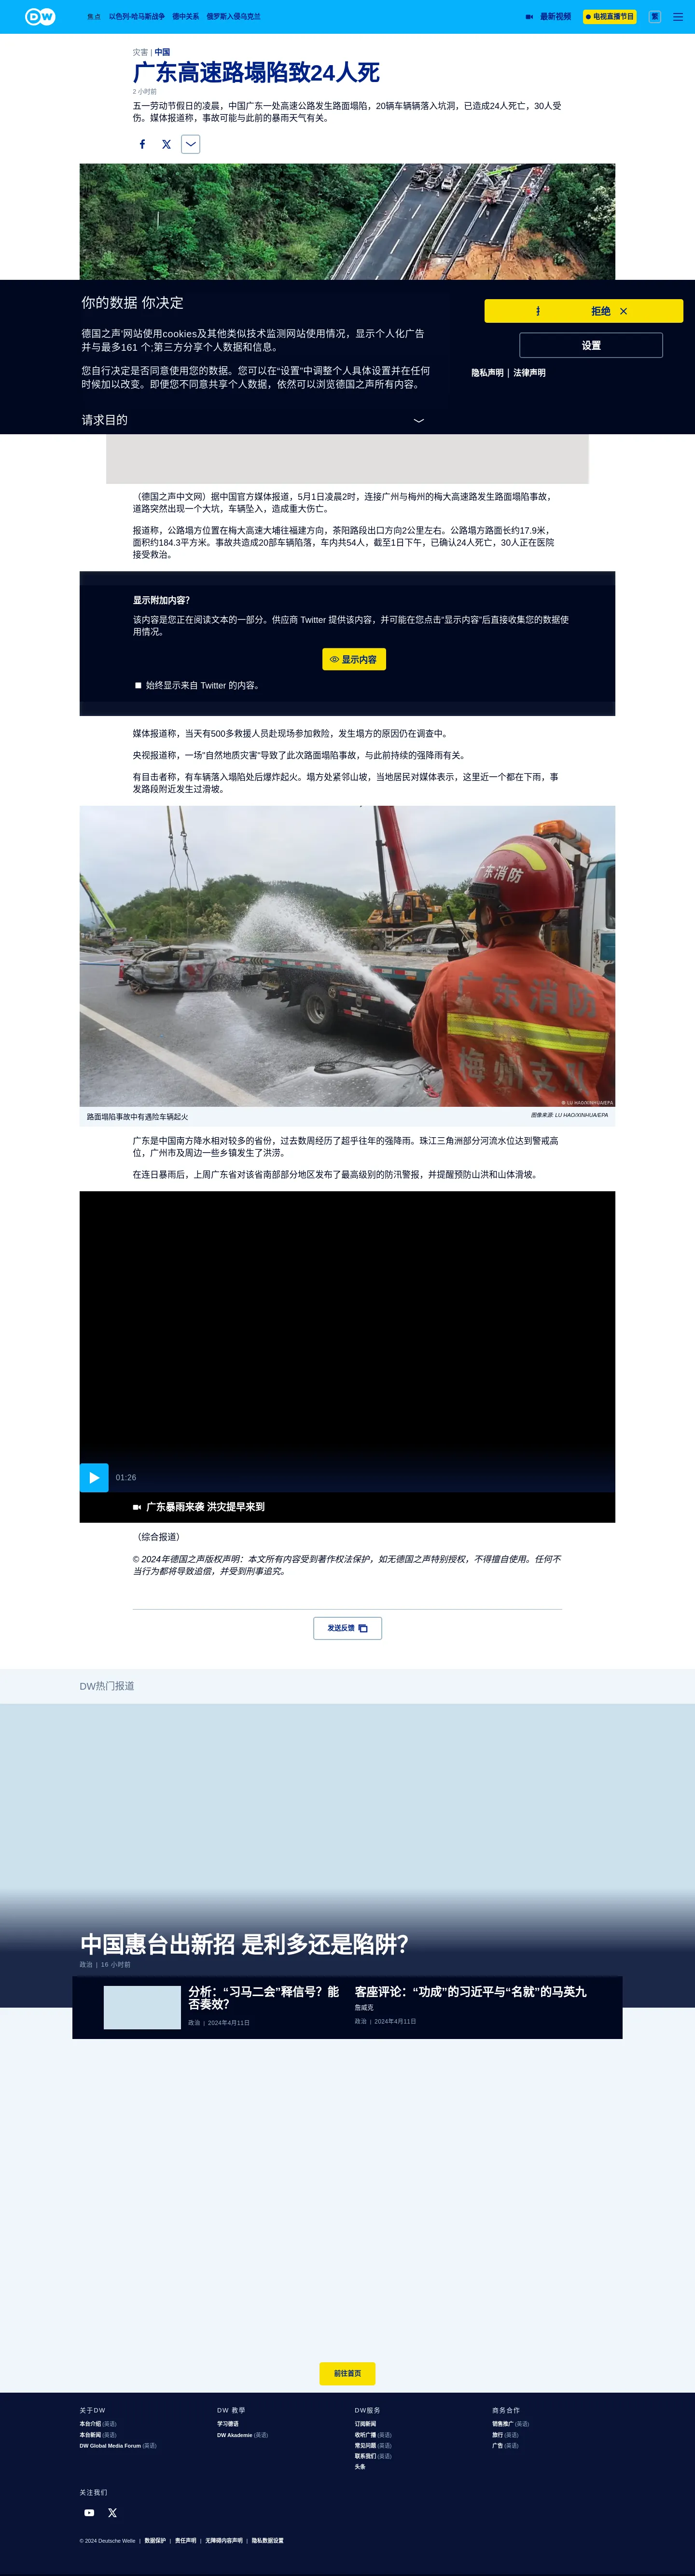 DW
焦点 以色列-哈马斯战争 德中关系 俄罗斯入侵乌克兰
最新视频
电视直播节目
繁
灾害 | 中国
广东高速路塌陷致24人死
2 小时前
五一劳动节假日的凌晨，中国广东一处高速公路发生路面塌陷，20辆车辆辆落入坑洞，已造成24人死亡，30人受
伤。媒体报道称，事故可能与此前的暴雨天气有关。
你的数据 你决定
拒绝
德国之声'网站使用cookies及其他类似技术监测网站使用情况，显示个人化广告
并与最多161 个;第三方分享个人数据和信息。
设置
您自行决定是否同意使用您的数据。您可以在“设置”中调整个人具体设置并在任何
时候加以改变。即便您不同意共享个人数据，依然可以浏览德国之声所有内容。
隐私声明 | 法律声明
请求目的
（德国之声中文网）据中国官方媒体报道，5月1日凌晨2时，连接广州与梅州的梅大高速路发生路面塌陷事故，
道路突然出现一个大坑，车辆坠入，造成重大伤亡。
报道称，公路塌方位置在梅大高速大埔往福建方向，茶阳路段出口方向2公里左右。公路塌方路面长约17.9米，
面积约184.3平方米。事故共造成20部车辆陷落，车内共54人，截至1日下午，已确认24人死亡，30人正在医院
接受救治。
显示附加内容？
该内容是您正在阅读文本的一部分。供应商 Twitter 提供该内容，并可能在您点击“显示内容”后直接收集您的数据使
用情况。
显示内容
始终显示来自 Twitter 的内容。
媒体报道称，当天有500多救援人员赴现场参加救险，发生塌方的原因仍在调查中。
央视报道称，一场"自然地质灾害"导致了此次路面塌陷事故，与此前持续的强降雨有关。
有目击者称，有车辆落入塌陷处后爆炸起火。塌方处紧邻山坡，当地居民对媒体表示，这里近一个都在下雨，事
发路段附近发生过滑坡。
广东消防
广东消防
梅州支队
© LU HAO/XINHUA/EPA
路面塌陷事故中有遇险车辆起火
图像来源: LU HAO/XINHUA/EPA
广东是中国南方降水相对较多的省份，过去数周经历了超乎往年的强降雨。珠江三角洲部分河流水位达到警戒高
位，广州市及周边一些乡镇发生了洪涝。
在连日暴雨后，上周广东省对该省南部部分地区发布了最高级别的防汛警报，并提醒预防山洪和山体滑坡。
01:26
广东暴雨来袭 洪灾提早来到
（综合报道）
© 2024年德国之声版权声明：本文所有内容受到著作权法保护，如无德国之声特别授权，不得擅自使用。任何不
当行为都将导致追偿，并受到刑事追究。
发送反馈
DW热门报道
中国惠台出新招 是利多还是陷阱？
政治 | 16 小时前
分析：“习马二会”释信号？能
否奏效？
政治 | 2024年4月11日
客座评论：“功成”的习近平与“名就”的马英九
詹威克
政治 | 2024年4月11日
前往首页
关于DW
本台介绍 (英语)
本台新闻 (英语)
DW Global Media Forum (英语)
DW 教學
学习德语
DW Akademie (英语)
DW服务
订阅新闻
收听广播 (英语)
常见问题 (英语)
联系我们 (英语)
头条
商务合作
销售推广 (英语)
旅行 (英语)
广告 (英语)
关注我们
© 2024 Deutsche Welle | 数据保护 | 责任声明 | 无障碍内容声明 | 隐私数据设置